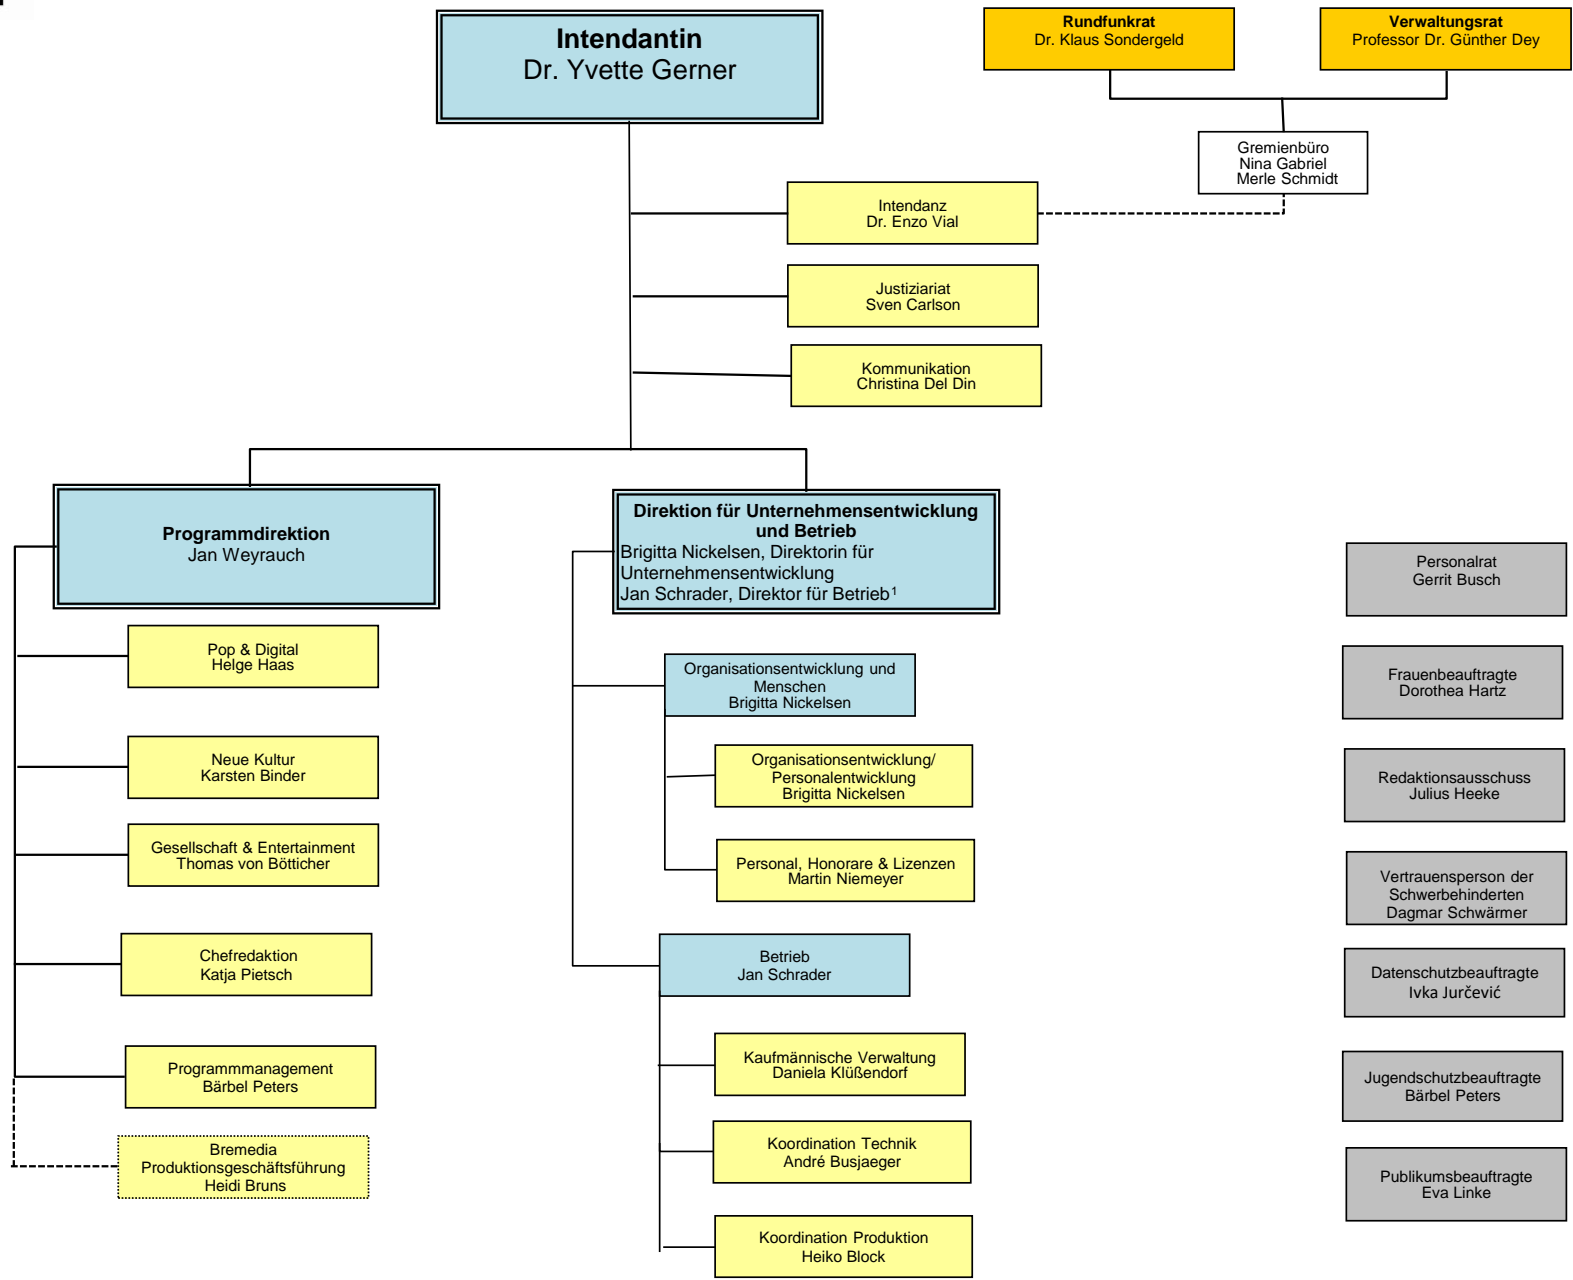 Intendantin
Dr. Yvette Gerner
Rundfunkrat
Dr. Klaus Sondergeld
Verwaltungsrat
Professor Dr. Günther Dey
Gremienbüro
Nina Gabriel
Merle Schmidt
Intendanz
Dr. Enzo Vial
Justiziariat
Sven Carlson
Kommunikation
Christina Del Din
Programmdirektion
Jan Weyrauch
Pop & Digital
Helge Haas
Neue Kultur
Karsten Binder
Gesellschaft & Entertainment
Thomas von Bötticher
Chefredaktion
Katja Pietsch
Programmmanagement
Bärbel Peters
Bremedia
Produktionsgeschäftsführung
Heidi Bruns
Direktion für Unternehmensentwicklung
und Betrieb
Brigitta Nickelsen, Direktorin für
Unternehmensentwicklung
Jan Schrader, Direktor für Betrieb¹
Organisationsentwicklung und
Menschen
Brigitta Nickelsen
Organisationsentwicklung/
Personalentwicklung
Brigitta Nickelsen
Personal, Honorare & Lizenzen
Martin Niemeyer
Betrieb
Jan Schrader
Kaufmännische Verwaltung
Daniela Klüßendorf
Koordination Technik
André Busjaeger
Koordination Produktion
Heiko Block
Personalrat
Gerrit Busch
Frauenbeauftragte
Dorothea Hartz
Redaktionsausschuss
Julius Heeke
Vertrauensperson der
Schwerbehinderten
Dagmar Schwärmer
Datenschutzbeauftragte
Ivka Jurčević
Jugendschutzbeauftragte
Bärbel Peters
Publikumsbeauftragte
Eva Linke